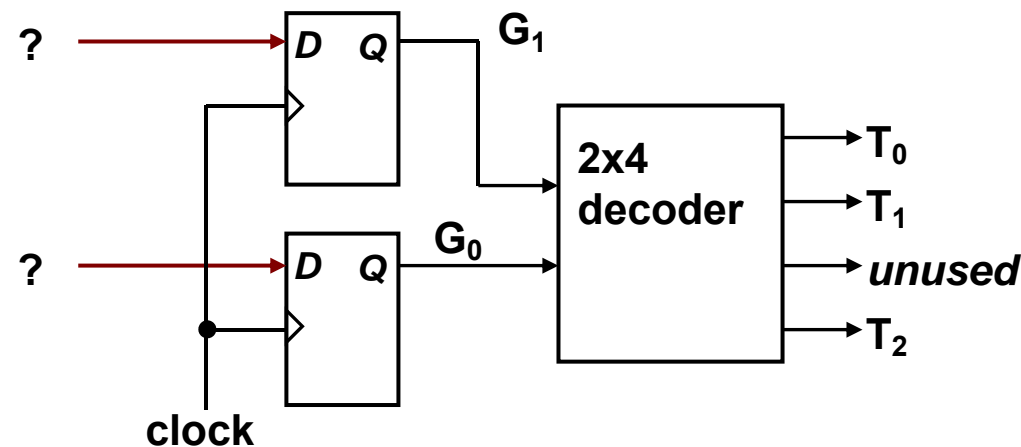 ?
D Q
G₁
2x4
decoder
T₀
T₁
unused
T₂
?
D Q
G₀
clock